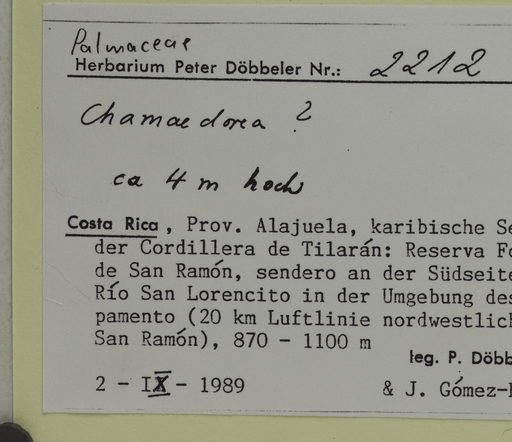 Palmaceae
Herbarium Peter Döbbeler Nr.: 2212
Chamaedorea ?
ca 4 m hoch
Costa Rica, Prov. Alajuela, karibische Se
der Cordillera de Tilarán: Reserva Fo
de San Ramón, sendero an der Südseite
Río San Lorencito in der Umgebung des
pamento (20 km Luftlinie nordwestlich
San Ramón), 870 - 1100 m
leg. P. Döbb
2 - IX - 1989 & J. Gómez-